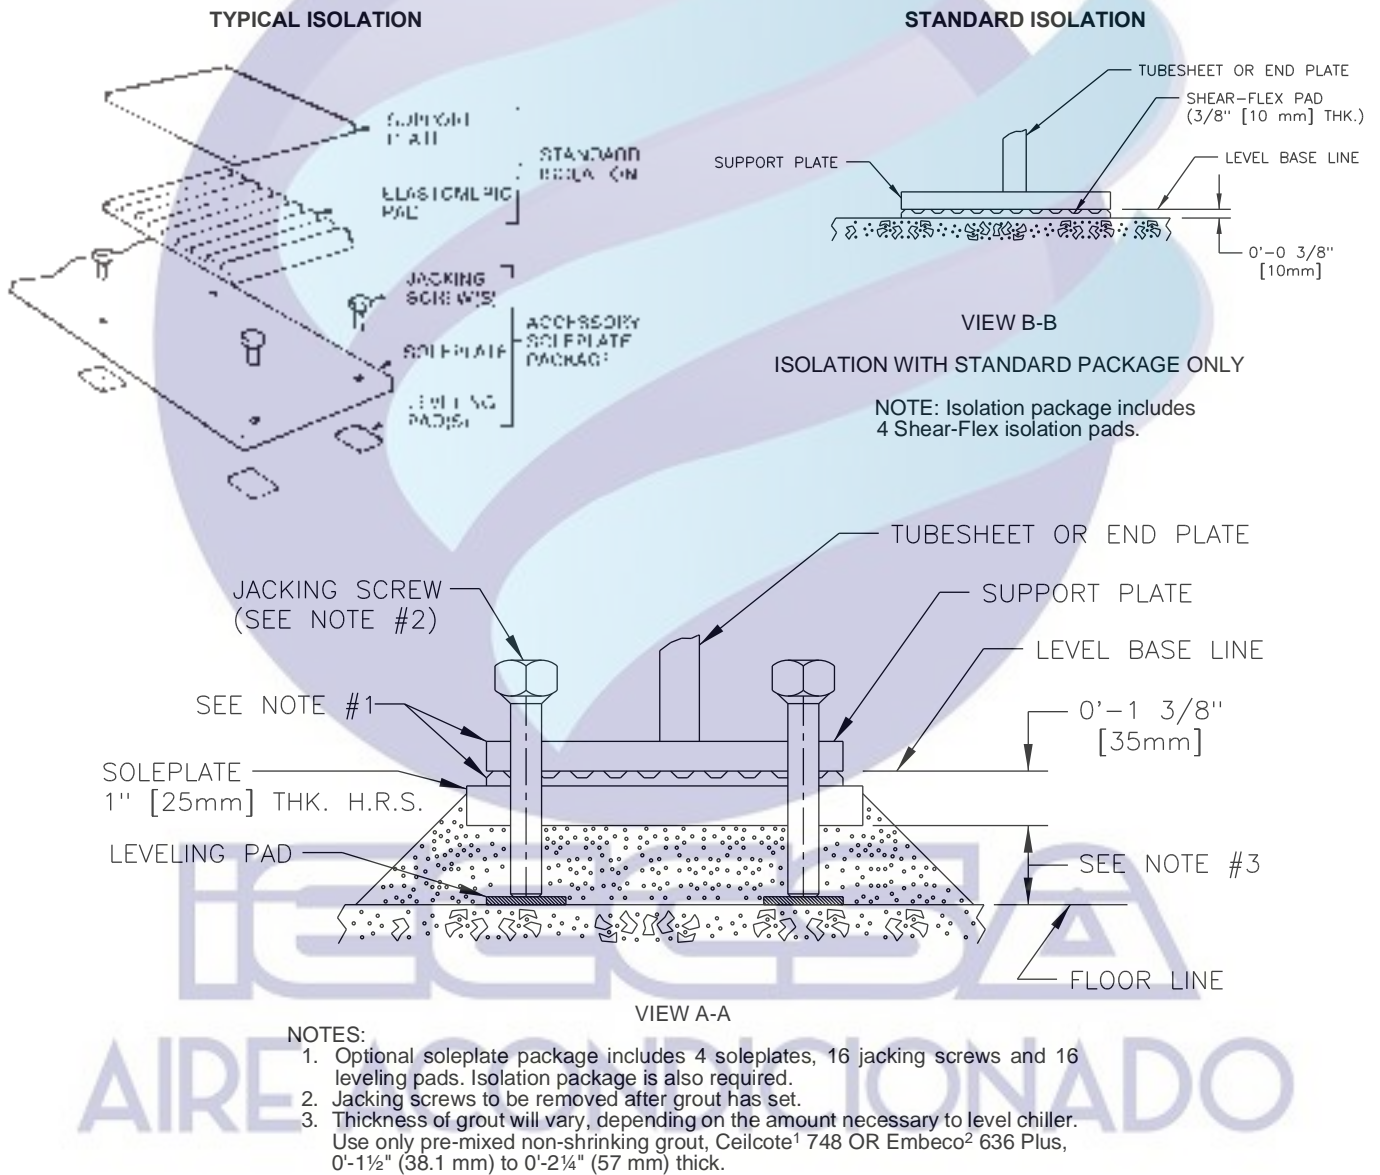 TYPICAL ISOLATION
SUPPORT
STANDARD
ISOLATION
ELASTOMERIC
PAD
JACKING
SCREW(S)
ACCESSORY
SOLEPLATE
PACKAGE
SOLEPLATE
LEVELING
PAD(S)
STANDARD ISOLATION
TUBESHEET OR END PLATE
SHEAR-FLEX PAD
(3/8" [10 mm] THK.)
SUPPORT PLATE
LEVEL BASE LINE
0'-0 3/8"
[10mm]
VIEW B-B
ISOLATION WITH STANDARD PACKAGE ONLY
NOTE: Isolation package includes
4 Shear-Flex isolation pads.
TUBESHEET OR END PLATE
JACKING SCREW
(SEE NOTE #2)
SUPPORT PLATE
LEVEL BASE LINE
SEE NOTE #1
0'-1 3/8"
[35mm]
SOLEPLATE
1" [25mm] THK. H.R.S.
LEVELING PAD
SEE NOTE #3
FLOOR LINE
VIEW A-A
NOTES:
1. Optional soleplate package includes 4 soleplates, 16 jacking screws and 16
leveling pads. Isolation package is also required.
2. Jacking screws to be removed after grout has set.
3. Thickness of grout will vary, depending on the amount necessary to level chiller.
Use only pre-mixed non-shrinking grout, Ceilcote¹ 748 OR Embeco² 636 Plus,
0'-1½" (38.1 mm) to 0'-2¼" (57 mm) thick.
AIRE ACONDICIONADO